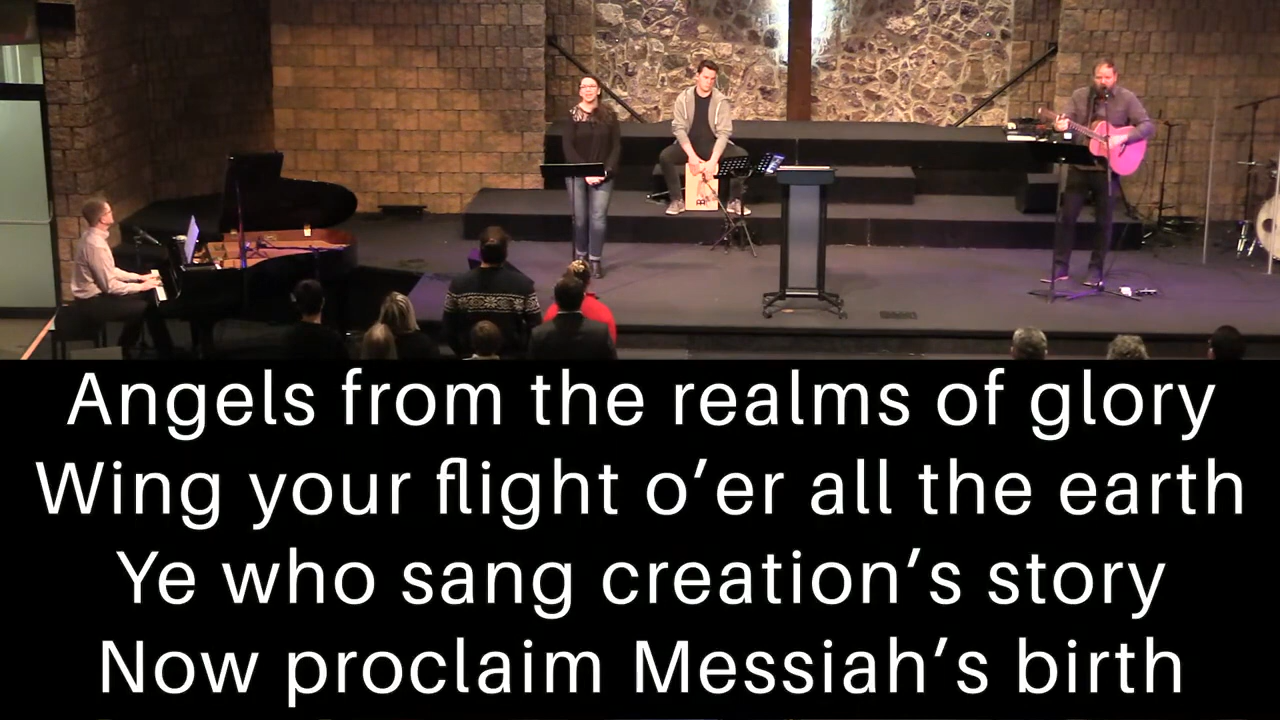 Angels from the realms of glory
Wing your flight o’er all the earth
Ye who sang creation’s story
Now proclaim Messiah’s birth